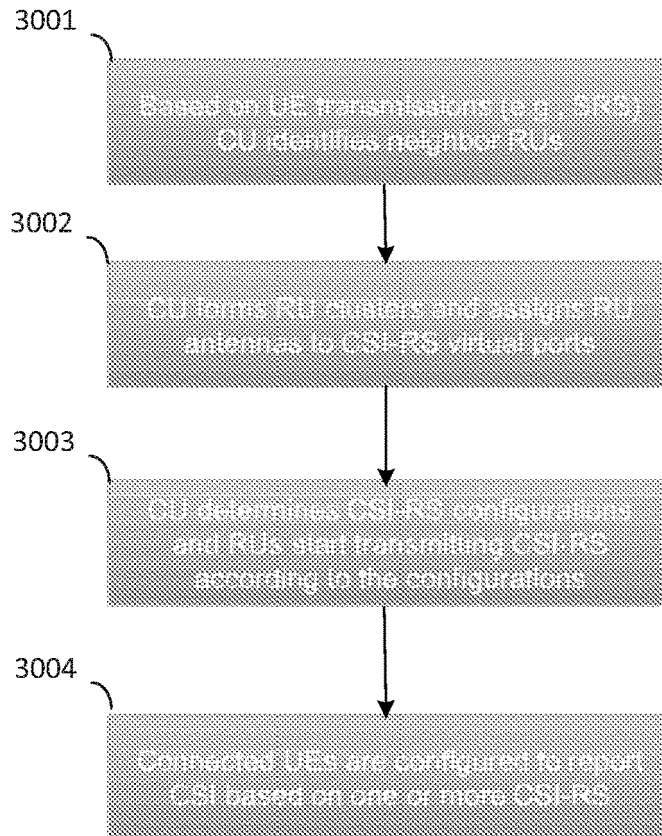 3001
Based on UE transmissions (e.g., SRS)
CU identifies neighbor RUs
3002
CU forms RU clusters and assigns RU
antennas to CSI-RS virtual ports
3003
CU determines CSI-RS configurations
and RUs start transmitting CSI-RS
according to the configurations
3004
Connected UEs are configured to report
CSI based on one or more CSI-RS